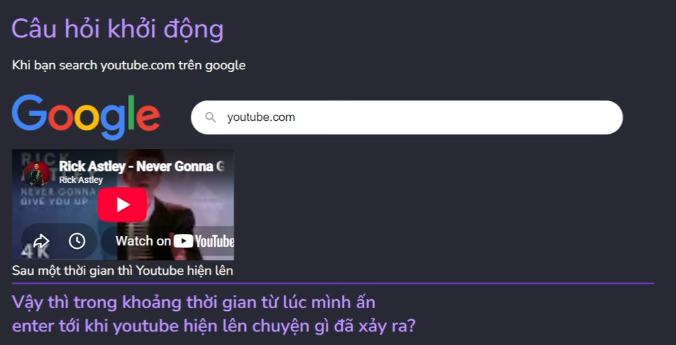 Câu hỏi khởi động
Khi bạn search youtube.com trên google
Google
youtube.com
RICK
Rick Astley - Never Gonna G
Rick Astley
NEVER GONNA
GIVE YOU UP
Watch on YouTube
4K
Sau một thời gian thì Youtube hiện lên
Vậy thì trong khoảng thời gian từ lúc mình ấn
enter tới khi youtube hiện lên chuyện gì đã xảy ra?